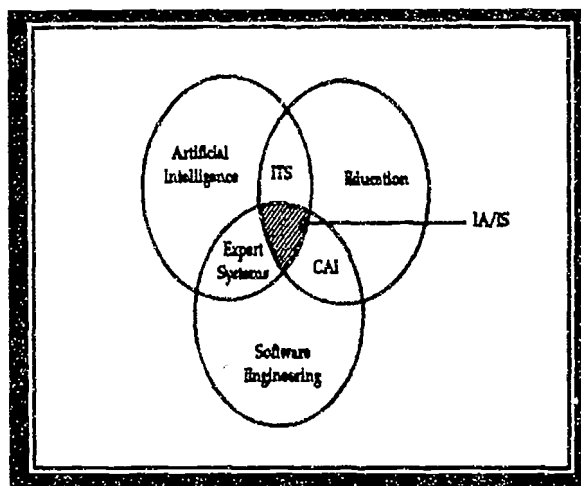 Artificial
Intelligence
ITS
Education
IA/IS
Expert
Systems
CAI
Software
Engineering